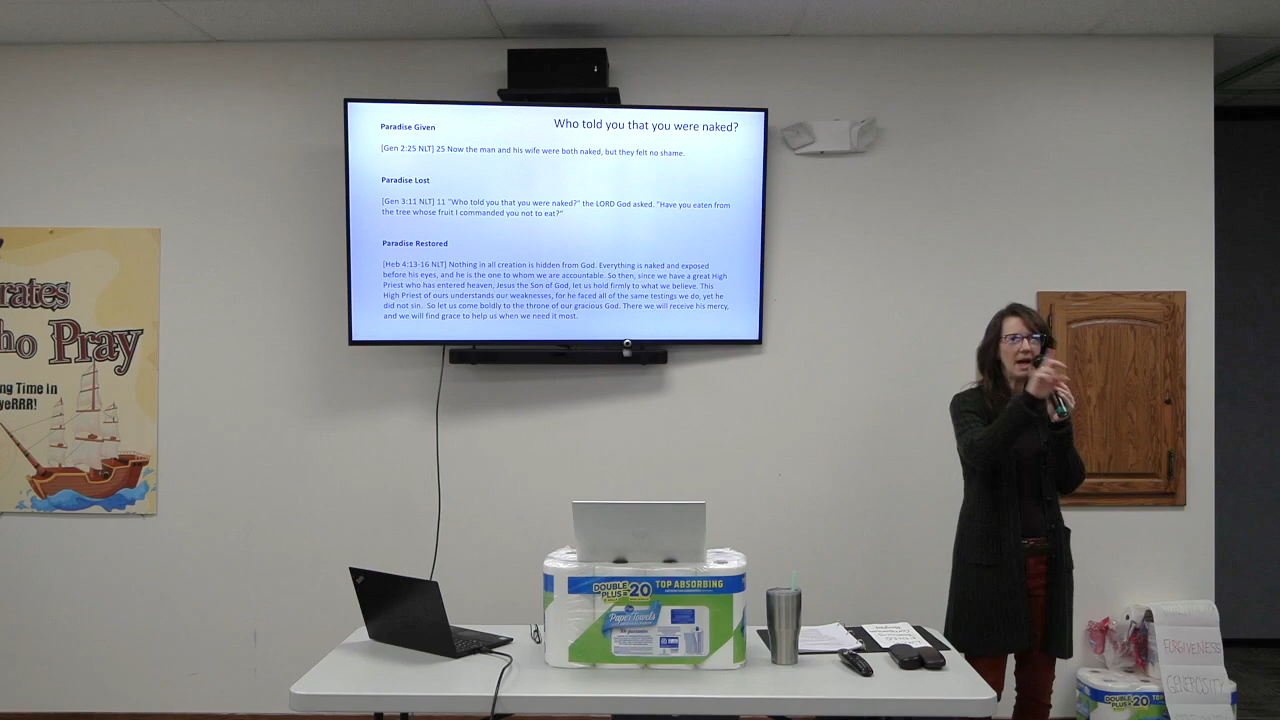 Who told you that you were naked?
Paradise Given
[Gen 2:25 NLT] 25 Now the man and his wife were both naked, but they felt no shame.
Paradise Lost
[Gen 3:11 NLT] 11 "Who told you that you were naked?" the LORD God asked. "Have you eaten from
the tree whose fruit I commanded you not to eat?"
Paradise Restored
[Heb 4:13-16 NLT] Nothing in all creation is hidden from God. Everything is naked and exposed
before his eyes, and he is the one to whom we are accountable. So then, since we have a great High
Priest who has entered heaven, Jesus the Son of God, let us hold firmly to what we believe. This
High Priest of ours understands our weaknesses, for he faced all of the same testings we do, yet he
did not sin. So let us come boldly to the throne of our gracious God. There we will receive his mercy,
and we will find grace to help us when we need it most.
rates
ho Pray
ng Time In
yeRRR!
DOUBLE
PLUS = 20
TOP ABSORBING
Paper Towels
FORGIVENESS
GENEROSITY
DOUBLE
PLUS = 20
TOP